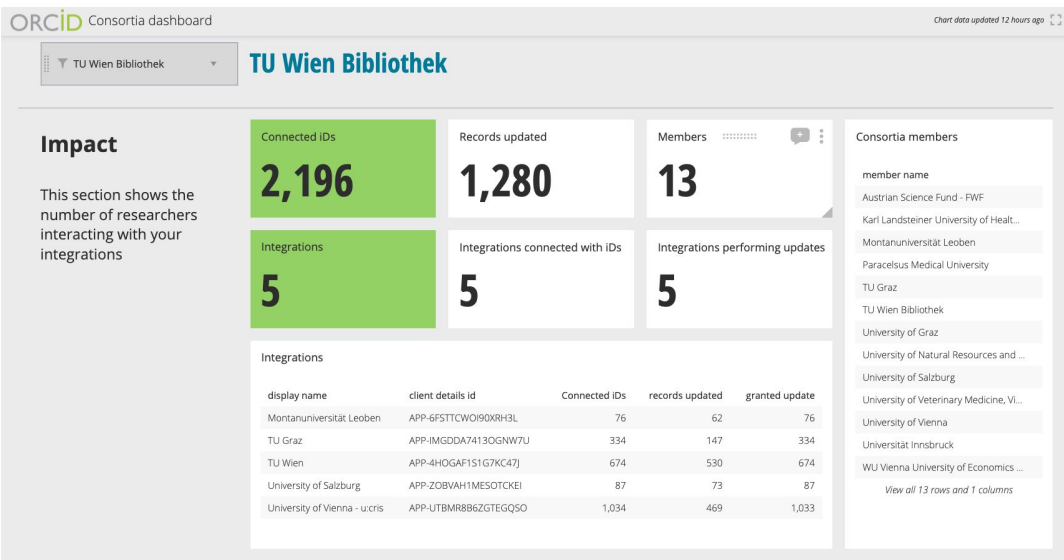 ORCID Consortia dashboard
Chart data updated 12 hours ago
TU Wien Bibliothek
TU Wien Bibliothek
Impact
This section shows the
number of researchers
interacting with your
integrations
Connected iDs
2,196
Records updated
1,280
Members
13
Integrations
5
Integrations connected with iDs
5
Integrations performing updates
5
Integrations
display name client details id Connected iDs records updated granted update
Montanuniversität Leoben APP-6FSTTCWOI90XRH3L 76 62 76
TU Graz APP-IMGDDA7413OGNW7U 334 147 334
TU Wien APP-4HOGAF1S1G7KC47J 674 530 674
University of Salzburg APP-ZOBVAH1MESOTCKEI 87 73 87
University of Vienna - u:cris APP-UTBMR8B6ZGTEGQSO 1,034 469 1,033
Consortia members
member name
Austrian Science Fund - FWF
Karl Landsteiner University of Healt...
Montanuniversität Leoben
Paracelsus Medical University
TU Graz
TU Wien Bibliothek
University of Graz
University of Natural Resources and ...
University of Salzburg
University of Veterinary Medicine, Vi...
University of Vienna
Universität Innsbruck
WU Vienna University of Economics ...
View all 13 rows and 1 columns